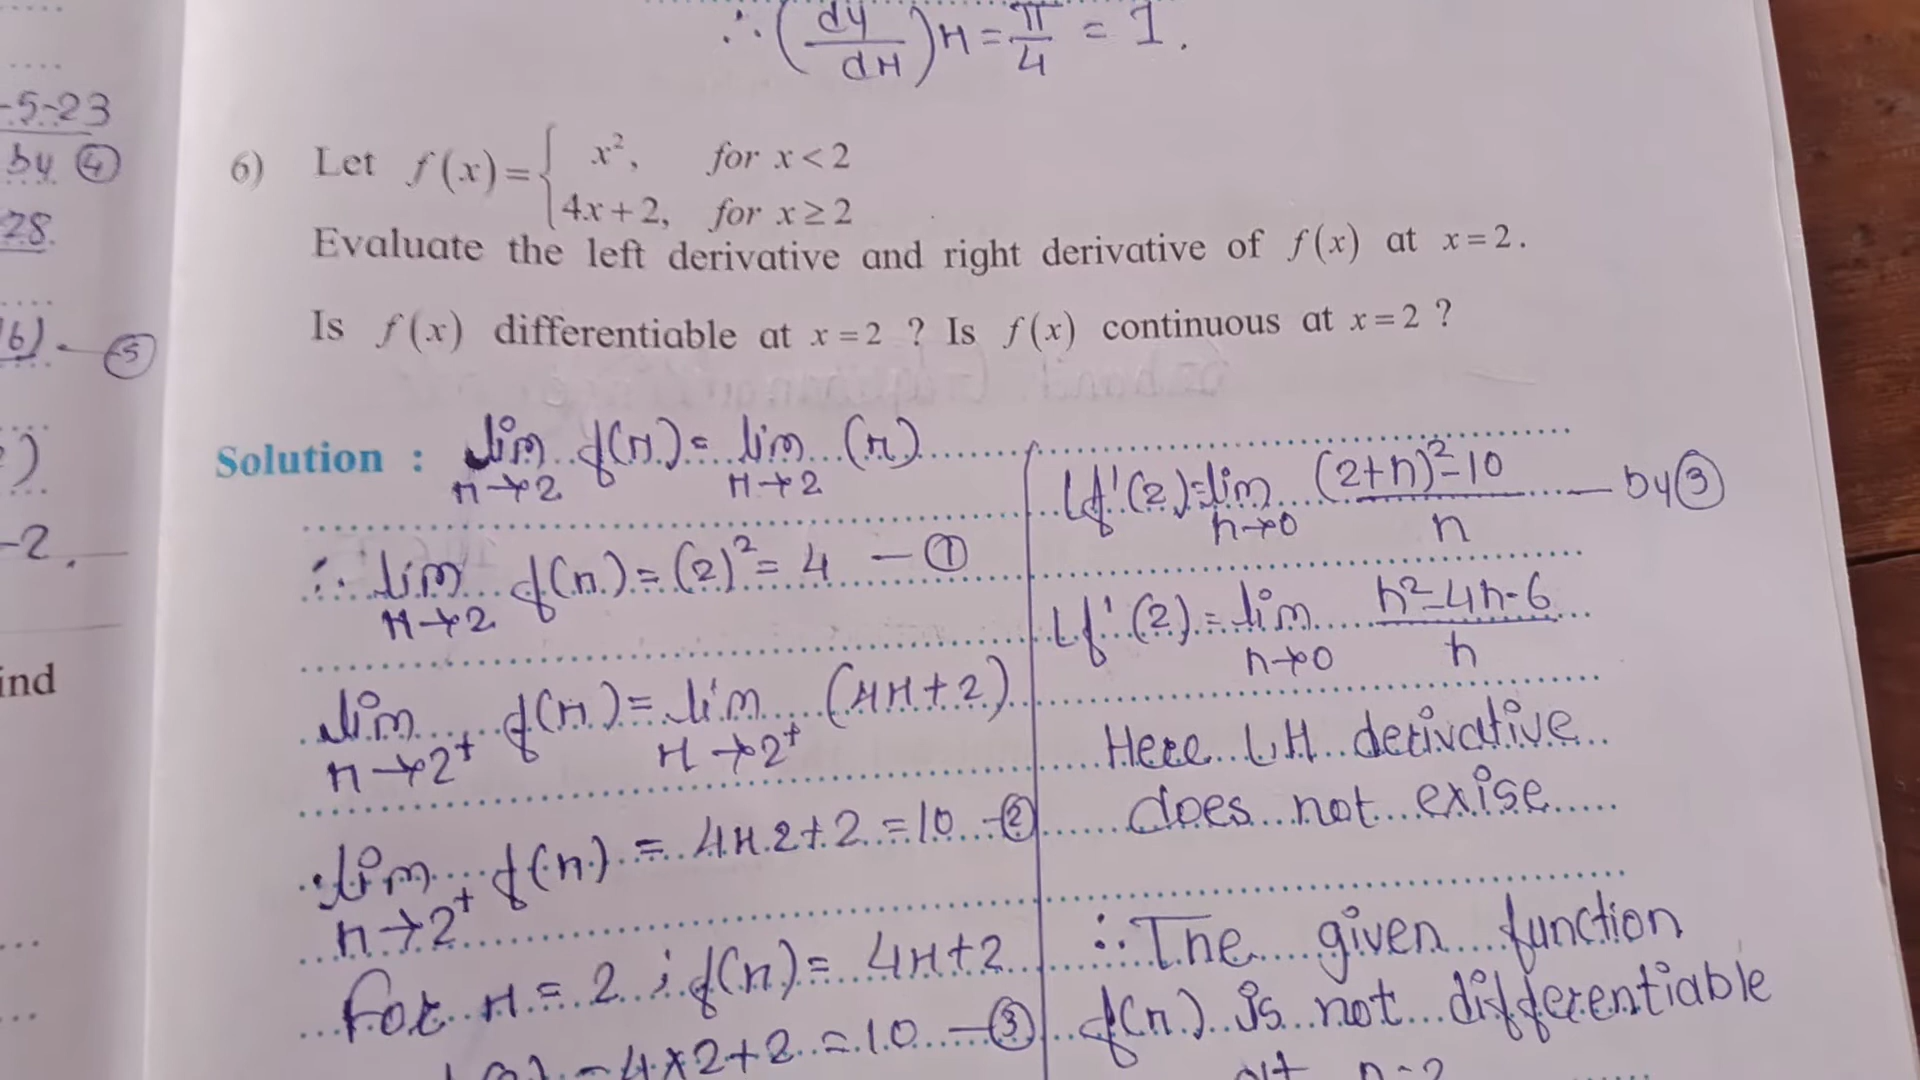 ∴ (dy/dx) x = π/4 = 1.
-5-23
by ④
28
16). — ⑤
-2.
ind
6) Let f(x) = { x², for x < 2
4x + 2, for x ≥ 2
Evaluate the left derivative and right derivative of f(x) at x = 2.
Is f(x) differentiable at x = 2 ? Is f(x) continuous at x = 2 ?
Solution : lim x→2 f(x) = lim x→2 (x)
∴ lim x→2 f(x) = (2)² = 4 — ①
lim x→2⁺ f(x) = lim x→2⁺ (4x+2)
∴ lim x→2⁺ f(x) = 4x2+2 = 10 — ②
For x = 2 ; f(x) = 4x+2
= 4×2+2 = 10 — ③
Lf'(2) = lim h→0 (2+h)²-10 / h — by ③
Lf'(2) = lim h→0 h²-4h-6 / h
Here L.H. derivative
does not exise
∴ The given function
f(x) is not differentiable